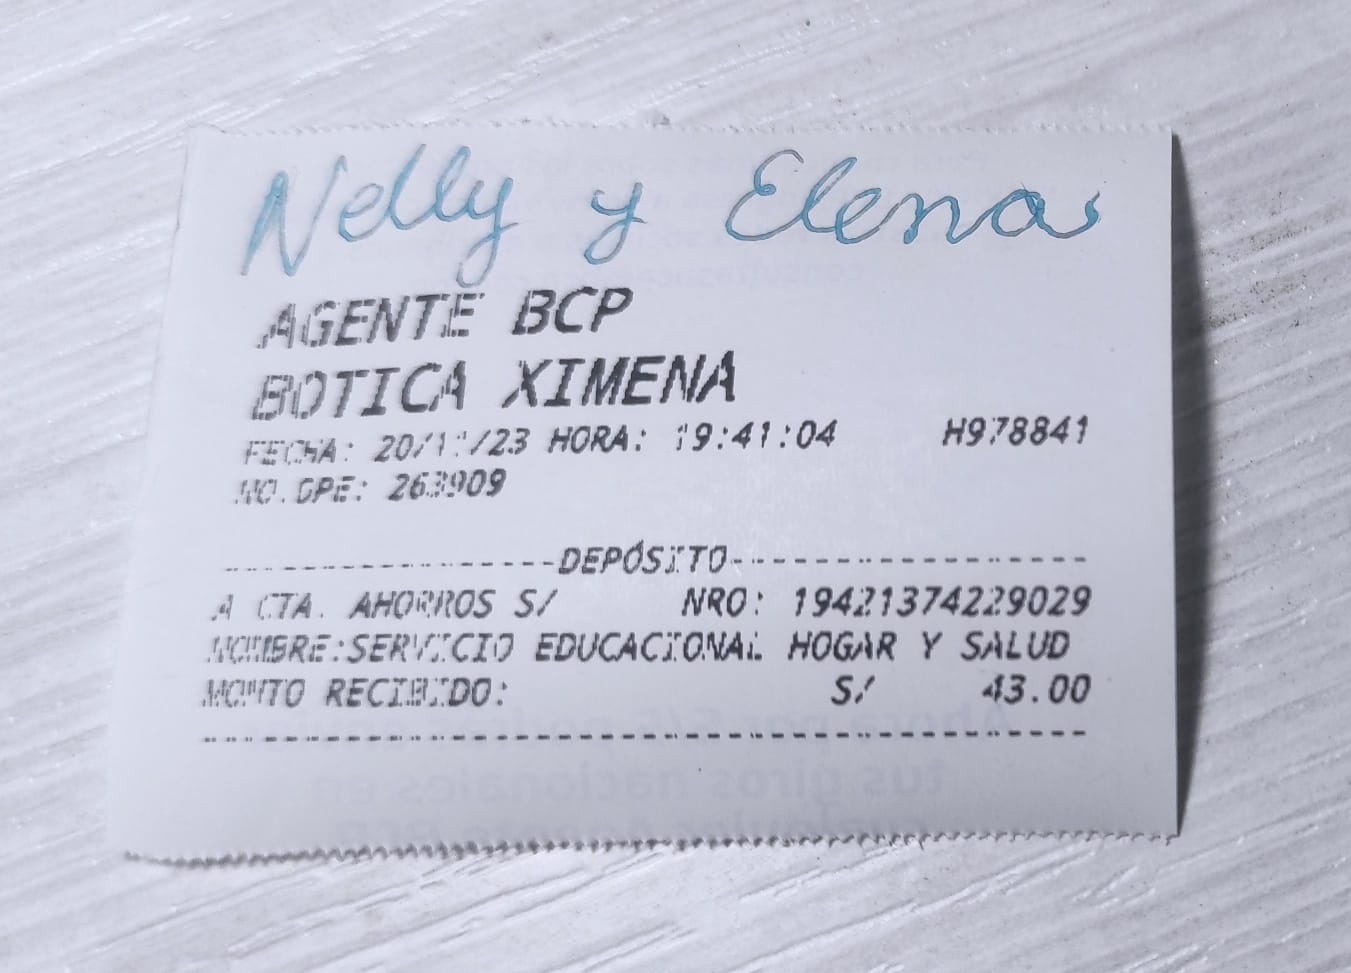 Nelly y Elena
AGENTE BCP
BOTICA XIMENA
FECHA: 20/11/23 HORA: 19:41:04 H978841
NO.OPE: 263909
DEPÓSITO
A CTA. AHORROS S/ NRO: 19421374229029
NOMBRE:SERVICIO EDUCACIONAL HOGAR Y SALUD
MONTO RECIBIDO: S/ 43.00